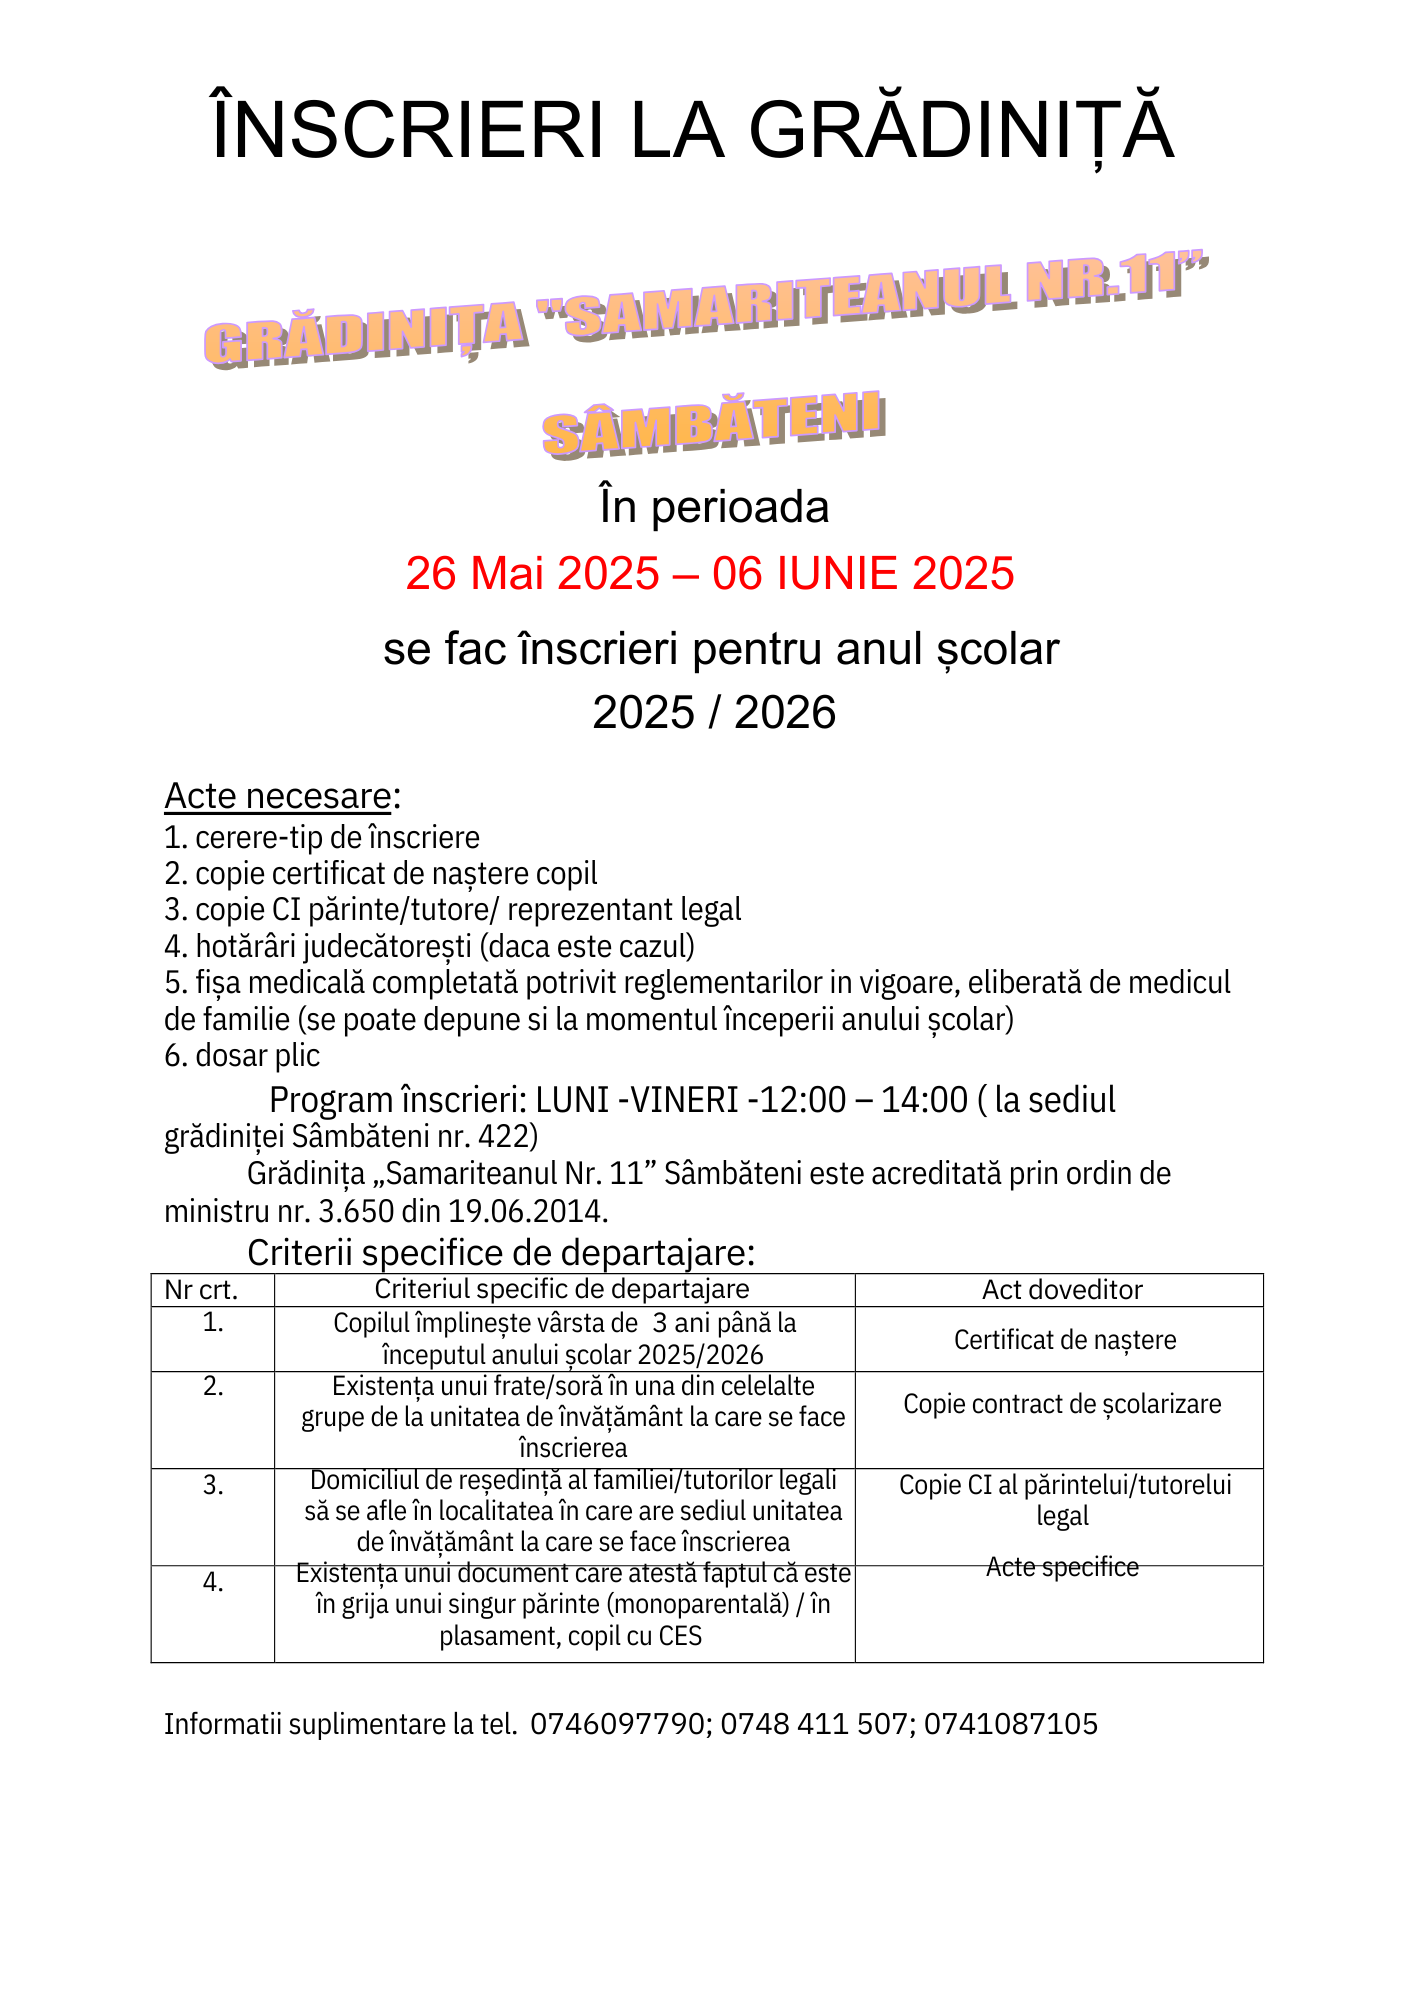 ÎNSCRIERI LA GRĂDINIȚĂ
GRĂDINIȚA "SAMARITEANUL NR.11”
SÂMBĂTENI
În perioada
26 Mai 2025 – 06 IUNIE 2025
se fac înscrieri pentru anul școlar
2025 / 2026
Acte necesare:
1. cerere-tip de înscriere
2. copie certificat de naștere copil
3. copie CI părinte/tutore/ reprezentant legal
4. hotărâri judecătorești (daca este cazul)
5. fișa medicală completată potrivit reglementarilor in vigoare, eliberată de medicul
de familie (se poate depune si la momentul începerii anului școlar)
6. dosar plic
Program înscrieri: LUNI -VINERI -12:00 – 14:00 ( la sediul
grădiniței Sâmbăteni nr. 422)
Grădinița „Samariteanul Nr. 11” Sâmbăteni este acreditată prin ordin de
ministru nr. 3.650 din 19.06.2014.
Criterii specifice de departajare:
Nr crt. Criteriul specific de departajare Act doveditor
1. Copilul împlinește vârsta de 3 ani până la
începutul anului școlar 2025/2026
Certificat de naștere
2. Existența unui frate/soră în una din celelalte
grupe de la unitatea de învățământ la care se face
înscrierea
Copie contract de școlarizare
3. Domiciliul de reședință al familiei/tutorilor legali
să se afle în localitatea în care are sediul unitatea
de învățământ la care se face înscrierea
Copie CI al părintelui/tutorelui
legal
4. Existența unui document care atestă faptul că este
în grija unui singur părinte (monoparentală) / în
plasament, copil cu CES
Acte specifice
Informatii suplimentare la tel. 0746097790; 0748 411 507; 0741087105